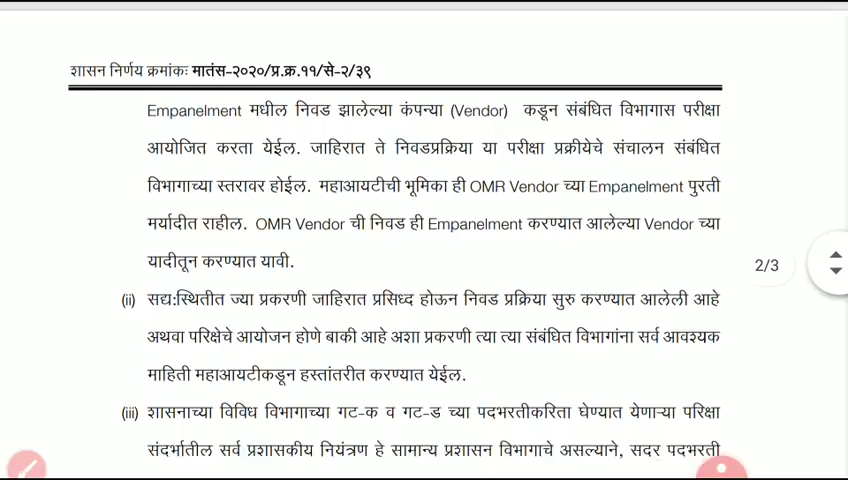 शासन निर्णय क्रमांकः मातंस-२०२०/प्र.क्र.११/से-२/३९
Empanelment मधील निवड झालेल्या कंपन्या (Vendor) कडून संबंधित विभागास परीक्षा
आयोजित करता येईल. जाहिरात ते निवडप्रक्रिया या परीक्षा प्रक्रीयेचे संचालन संबंधित
विभागाच्या स्तरावर होईल. महाआयटीची भूमिका ही OMR Vendor च्या Empanelment पुरती
मर्यादीत राहील. OMR Vendor ची निवड ही Empanelment करण्यात आलेल्या Vendor च्या
यादीतून करण्यात यावी.
2/3
(ii) सद्य:स्थितीत ज्या प्रकरणी जाहिरात प्रसिध्द होऊन निवड प्रक्रिया सुरु करण्यात आलेली आहे
अथवा परिक्षेचे आयोजन होणे बाकी आहे अशा प्रकरणी त्या त्या संबंधित विभागांना सर्व आवश्यक
माहिती महाआयटीकडून हस्तांतरीत करण्यात येईल.
(iii) शासनाच्या विविध विभागाच्या गट-क व गट-ड च्या पदभरतीकरिता घेण्यात येणाऱ्या परिक्षा
संदर्भातील सर्व प्रशासकीय नियंत्रण हे सामान्य प्रशासन विभागाचे असल्याने, सदर पदभरती